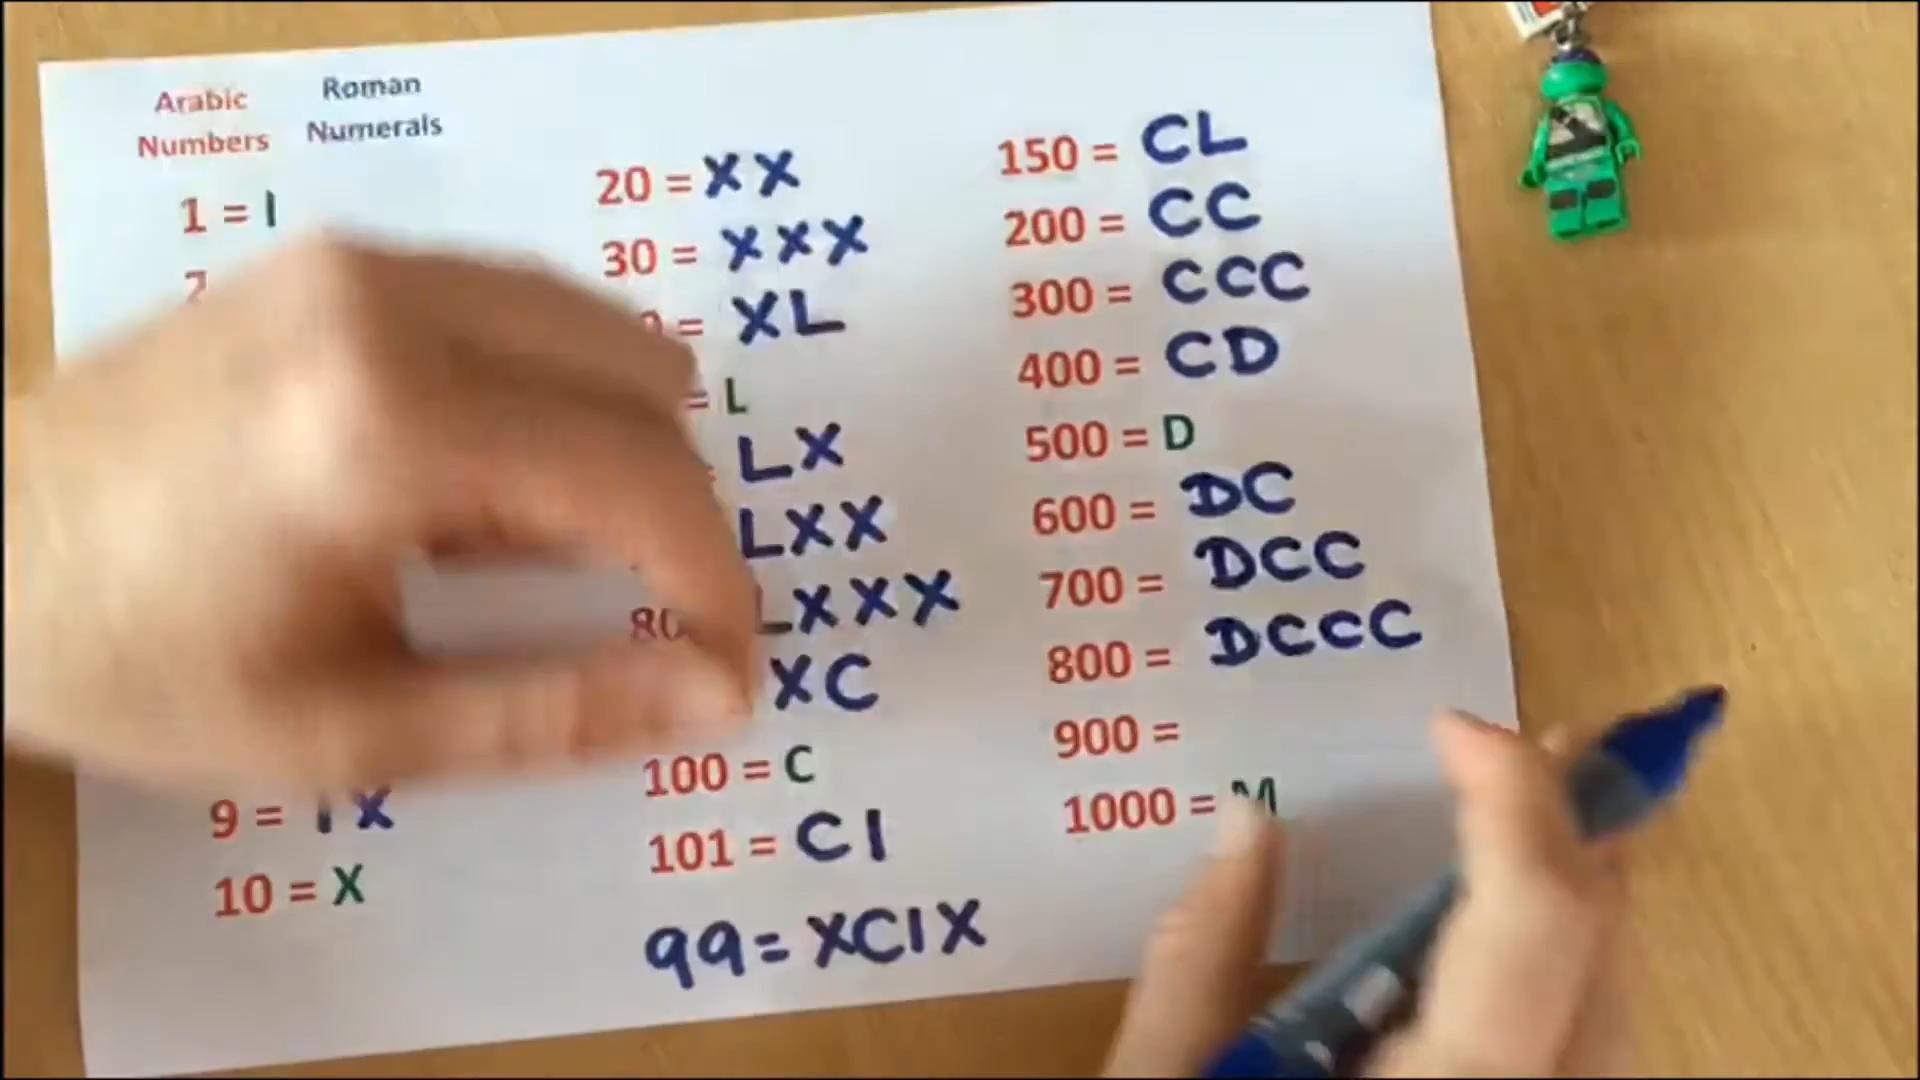 Arabic Numbers
Roman Numerals
1 = I
2
9 = IX
10 = X
20 = XX
30 = XXX
= XL
= L
LX
LXX
80 LXXX
XC
100 = C
101 = CI
99 = XCIX
150 = CL
200 = CC
300 = CCC
400 = CD
500 = D
600 = DC
700 = DCC
800 = DCCC
900 =
1000 = M